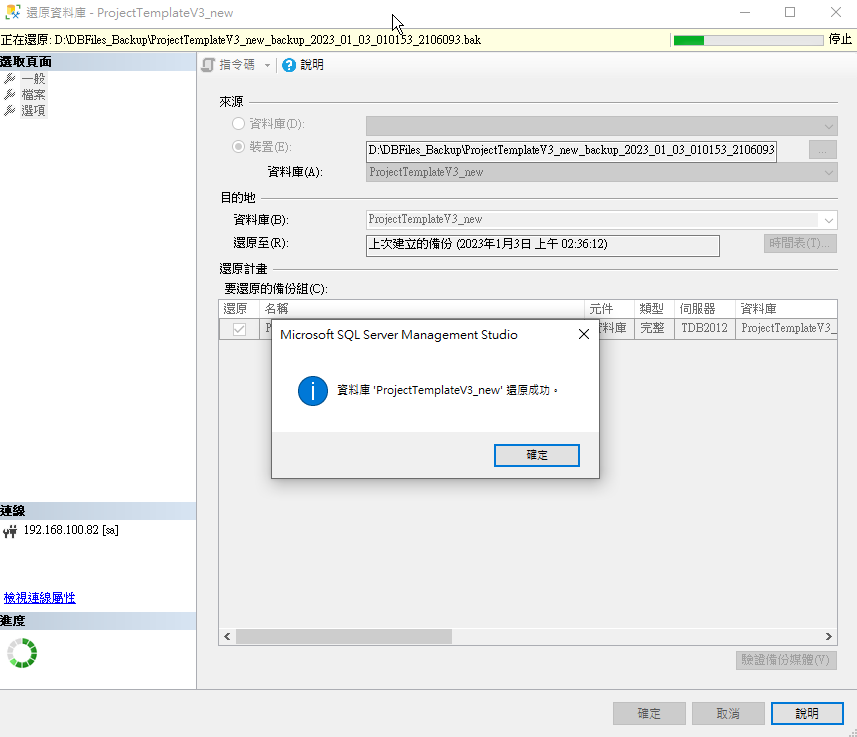 還原資料庫 - ProjectTemplateV3_new
正在還原: D:\DBFiles_Backup\ProjectTemplateV3_new_backup_2023_01_03_010153_2106093.bak
停止
選取頁面
一般
檔案
選項
指令碼
說明
來源
資料庫(D):
裝置(E):
D:\DBFiles_Backup\ProjectTemplateV3_new_backup_2023_01_03_010153_2106093
...
資料庫(A):
ProjectTemplateV3_new
目的地
資料庫(B):
ProjectTemplateV3_new
還原至(R):
上次建立的備份 (2023年1月3日 上午 02:36:12)
時間表(T)...
還原計畫
要還原的備份組(C):
還原 名稱 元件 類型 伺服器 資料庫
料庫 完整 TDB2012 ProjectTemplateV3_
Microsoft SQL Server Management Studio
資料庫 'ProjectTemplateV3_new' 還原成功。
確定
連線
192.168.100.82 [sa]
檢視連線屬性
進度
驗證備份媒體(V)
確定
取消
說明